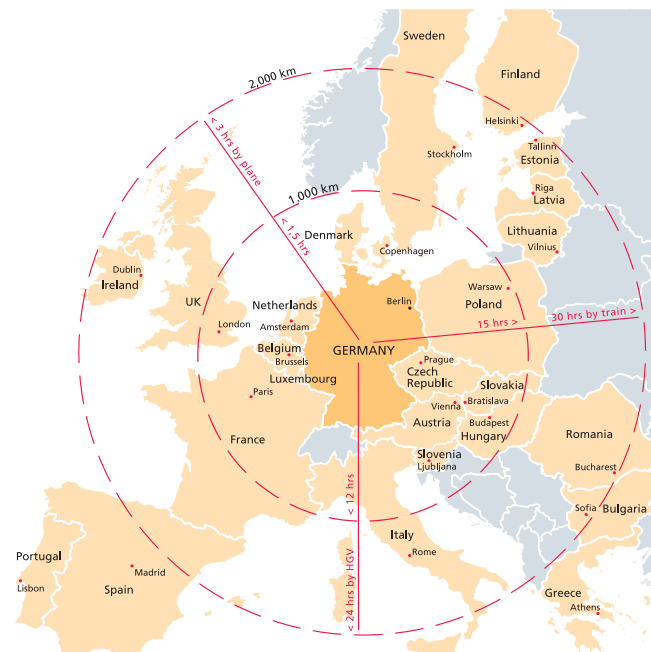 Sweden
Finland
2,000 km
Helsinki
< 3 hrs by plane
Tallinn
Estonia
Stockholm
Riga
Latvia
1,000 km
< 1,5 hrs
Lithuania
Vilnius
Denmark
Copenhagen
Dublin
Ireland
UK
London
Netherlands
Amsterdam
Berlin
Warsaw
Poland
15 hrs >
30 hrs by train >
Belgium
Brussels
GERMANY
Luxembourg
Prague
Czech
Republic
Slovakia
Paris
Vienna
Bratislava
Austria
Budapest
Hungary
France
Romania
Slovenia
Ljubljana
Bucharest
< 12 hrs
Sofia
Bulgaria
Italy
Rome
Portugal
Lisbon
Madrid
Spain
< 24 hrs by HGV
Greece
Athens